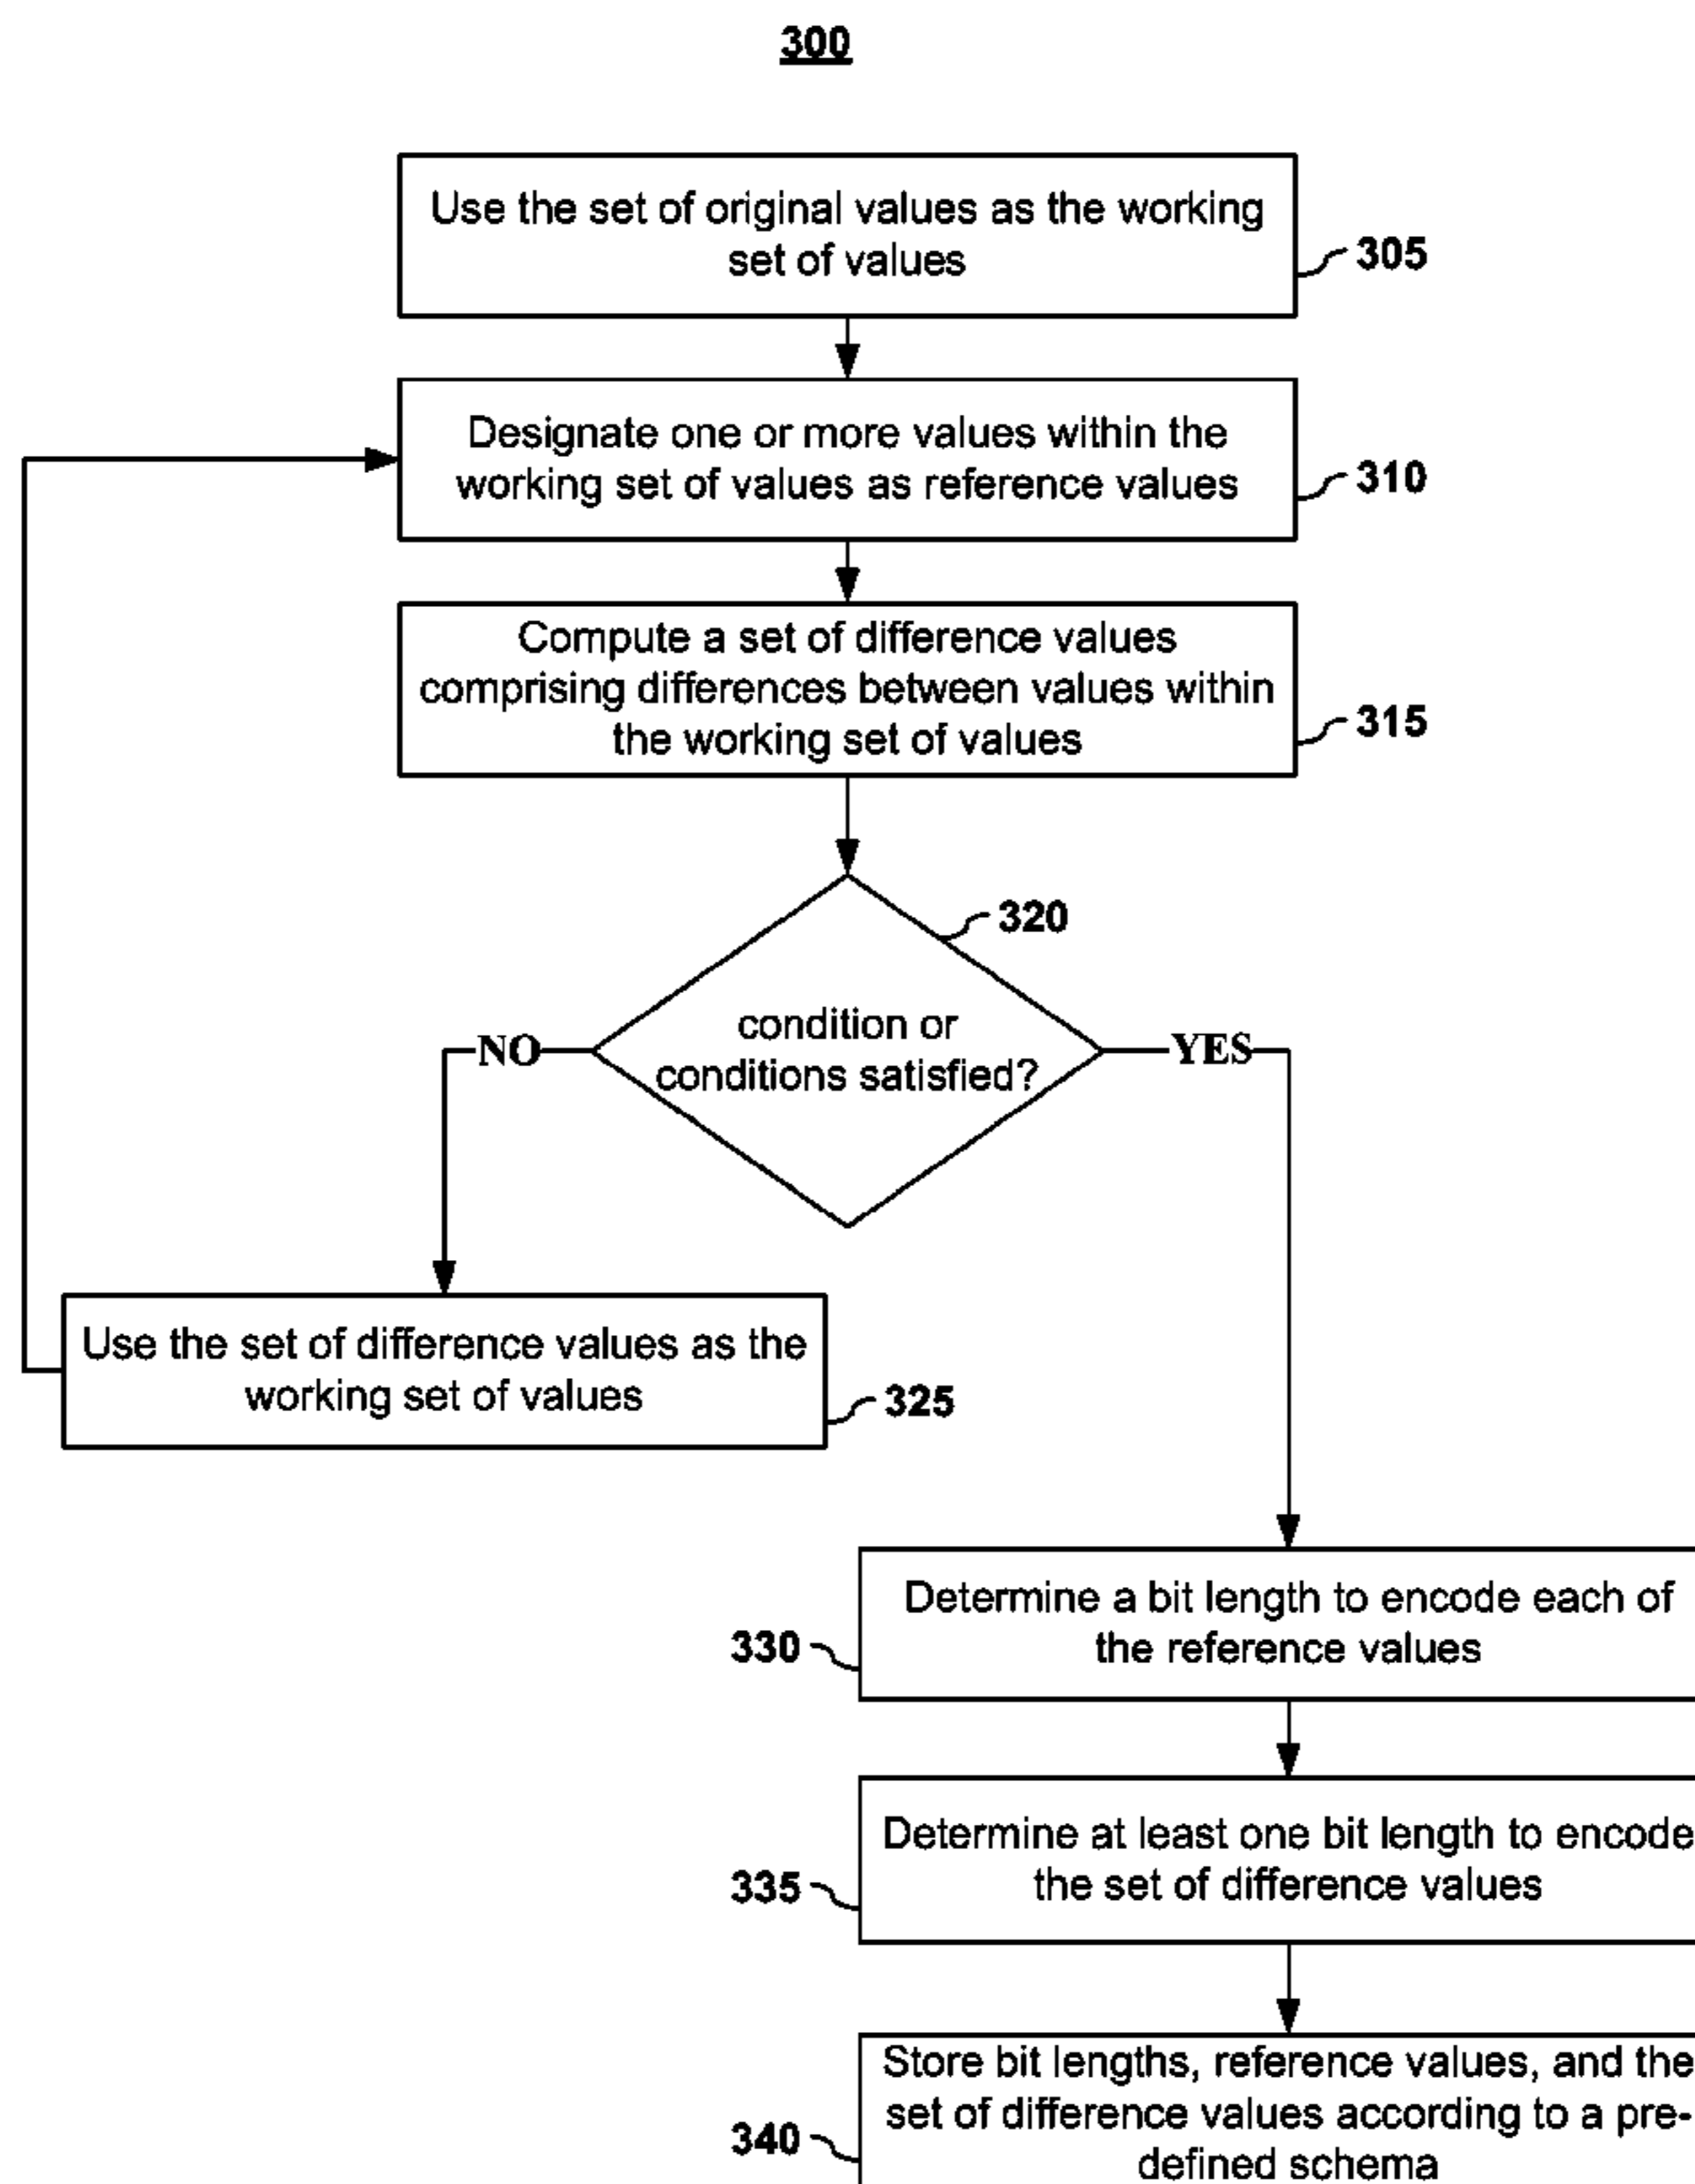 300
Use the set of original values as the working
set of values
305
Designate one or more values within the
working set of values as reference values
310
Compute a set of difference values
comprising differences between values within
the working set of values
315
320
condition or
conditions satisfied?
NO
YES
Use the set of difference values as the
working set of values
325
Determine a bit length to encode each of
the reference values
330
Determine at least one bit length to encode
the set of difference values
335
Store bit lengths, reference values, and the
set of difference values according to a pre-
defined schema
340